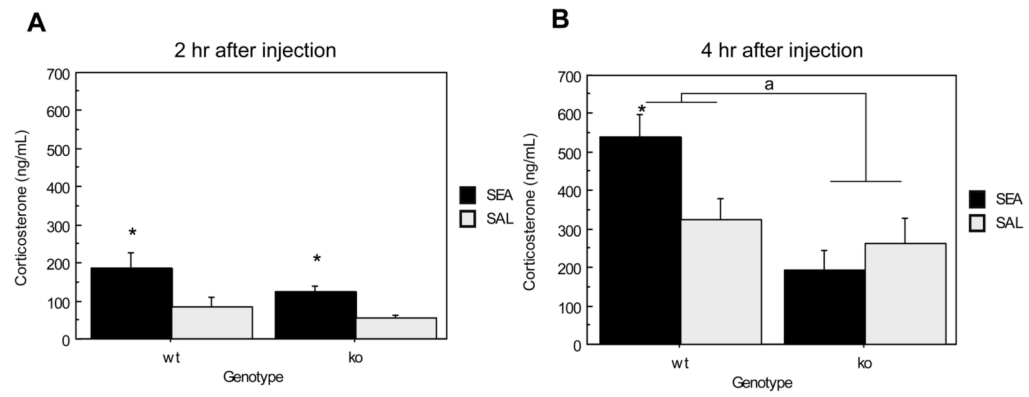 A
2 hr after injection
700
600
500
400
300
200
100
0
Corticosterone (ng/mL)
*
*
wt
ko
Genotype
SEA
SAL
B
4 hr after injection
700
600
500
400
300
200
100
0
Corticosterone (ng/mL)
a
*
wt
ko
Genotype
SEA
SAL